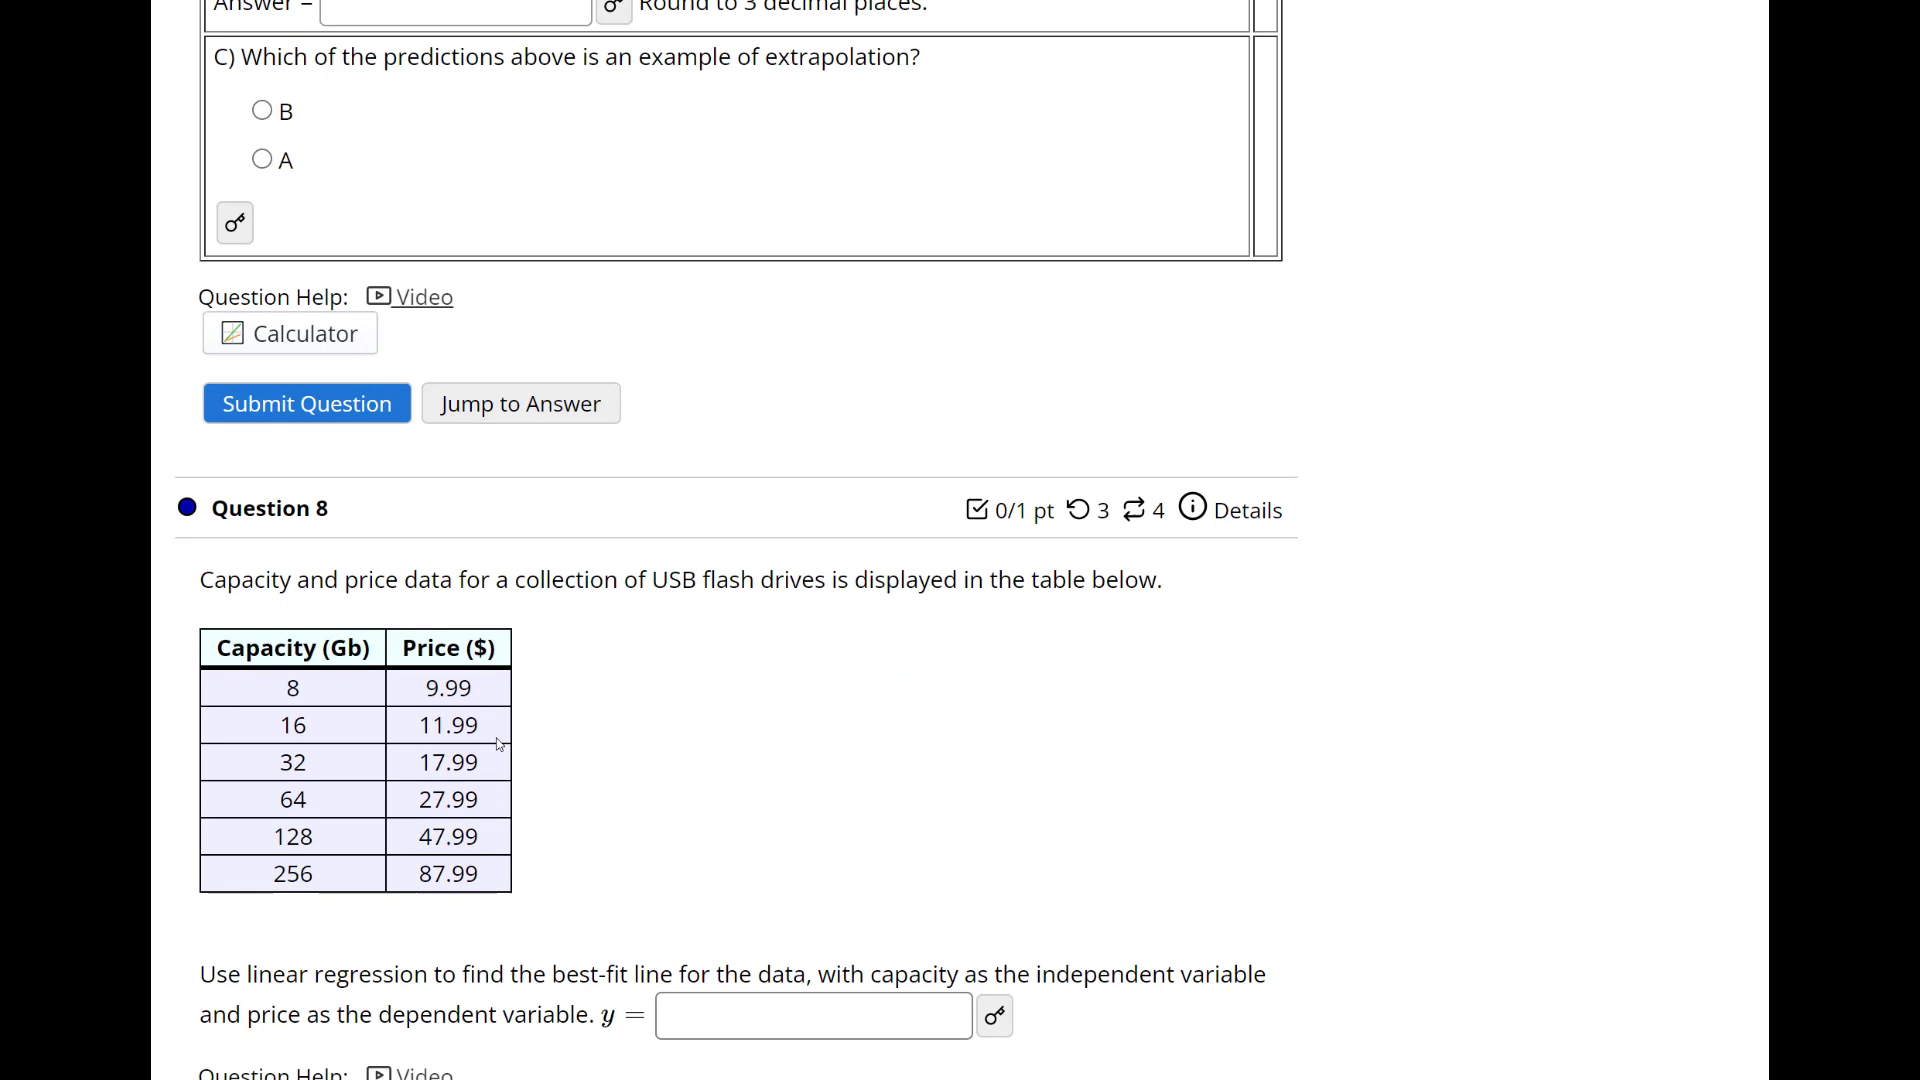 Answer =
Round to 3 decimal places.
C) Which of the predictions above is an example of extrapolation?
B
A
Question Help: Video
Calculator
Submit Question Jump to Answer
Question 8 0/1 pt 3 4 Details
Capacity and price data for a collection of USB flash drives is displayed in the table below.
Capacity (Gb) Price ($)
8 9.99
16 11.99
32 17.99
64 27.99
128 47.99
256 87.99
Use linear regression to find the best-fit line for the data, with capacity as the independent variable
and price as the dependent variable. y =
Question Help: Video